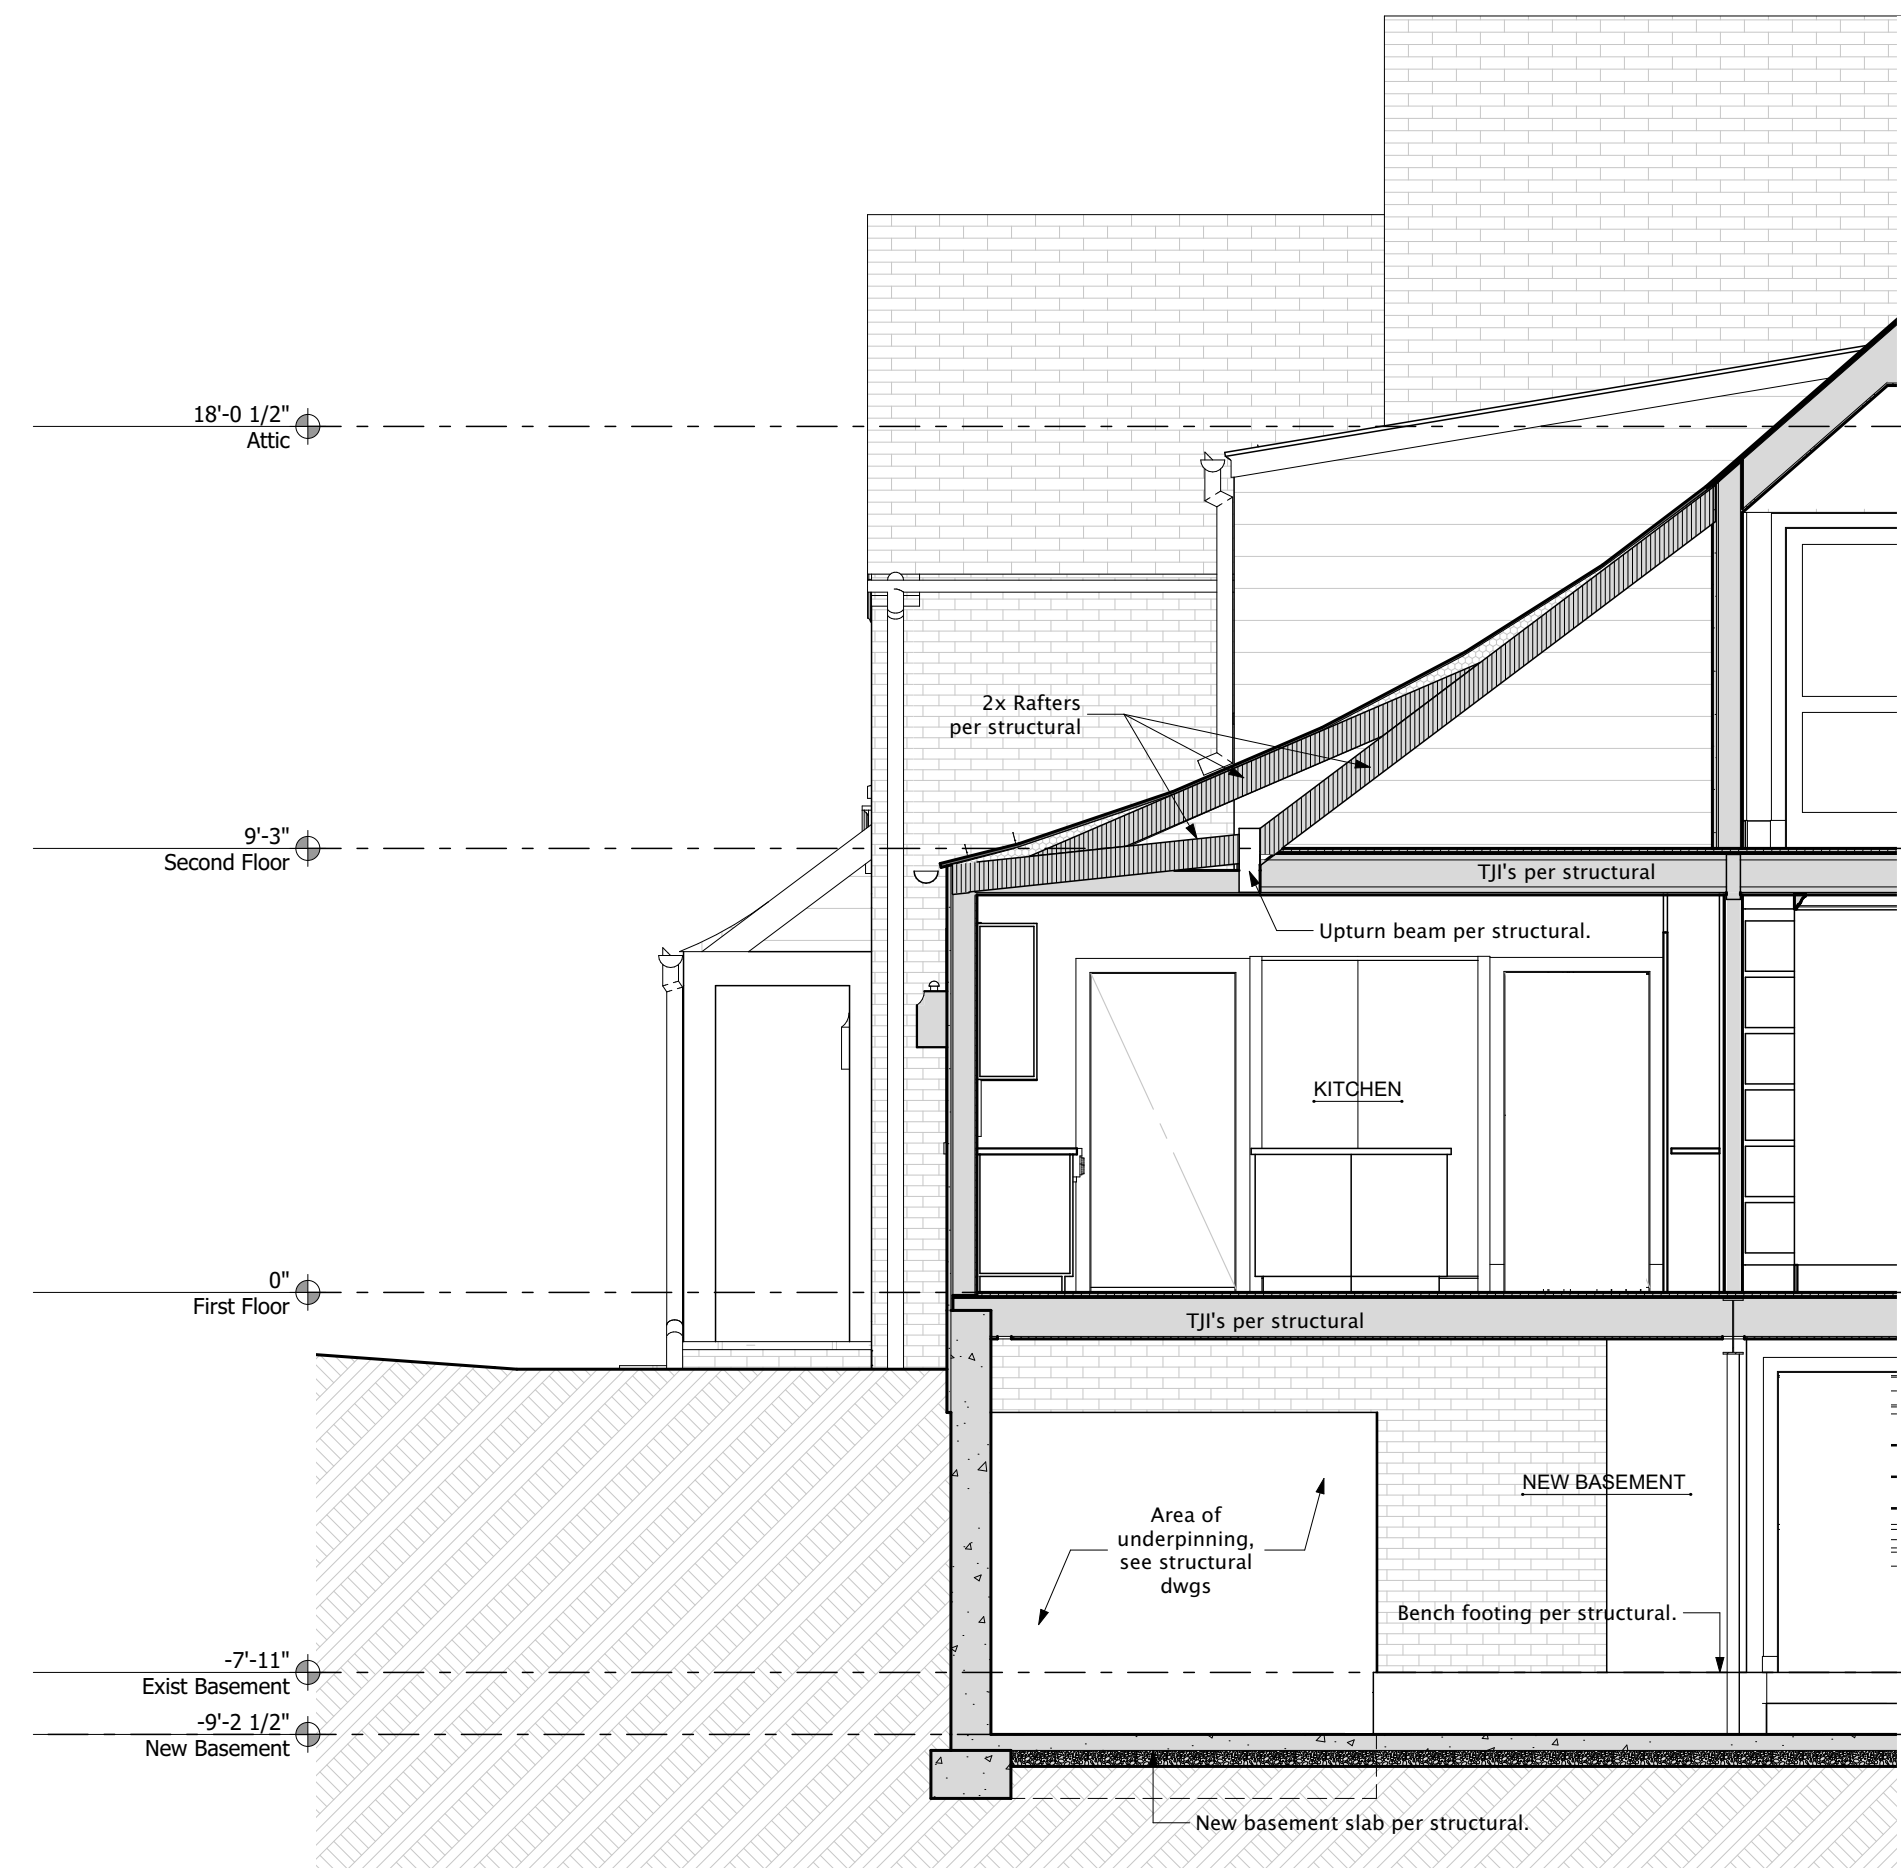 18'-0 1/2"
Attic
2x Rafters
per structural
9'-3"
Second Floor
TJI's per structural
Upturn beam per structural.
KITCHEN
0"
First Floor
TJI's per structural
NEW BASEMENT
Area of
underpinning,
see structural
dwgs
Bench footing per structural.
-7'-11"
Exist Basement
-9'-2 1/2"
New Basement
New basement slab per structural.